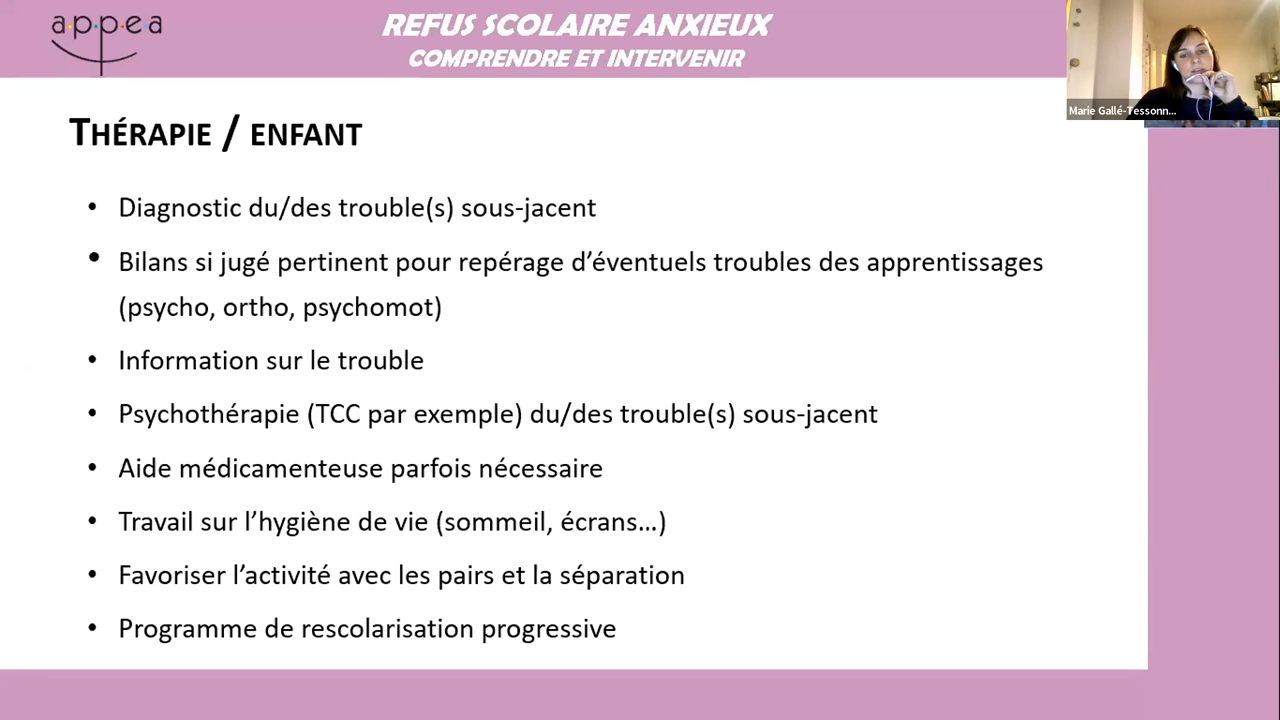 appea
REFUS SCOLAIRE ANXIEUX
COMPRENDRE ET INTERVENIR
Marie Gallé-Tessonn...
THÉRAPIE / ENFANT
• Diagnostic du/des trouble(s) sous-jacent
• Bilans si jugé pertinent pour repérage d’éventuels troubles des apprentissages
(psycho, ortho, psychomot)
• Information sur le trouble
• Psychothérapie (TCC par exemple) du/des trouble(s) sous-jacent
• Aide médicamenteuse parfois nécessaire
• Travail sur l’hygiène de vie (sommeil, écrans…)
• Favoriser l’activité avec les pairs et la séparation
• Programme de rescolarisation progressive